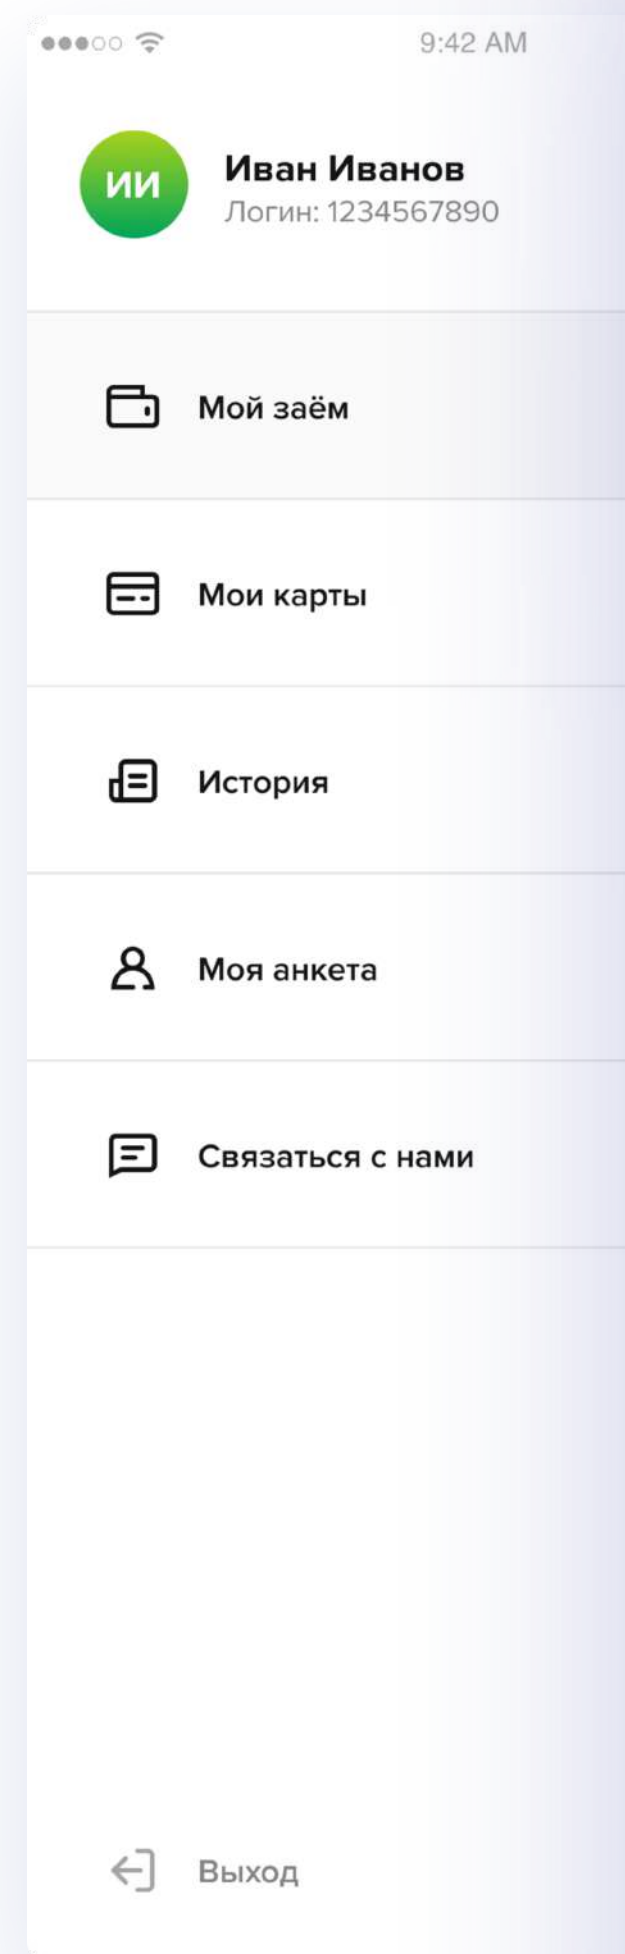 9:42 AM
ИИ
Иван Иванов
Логин: 1234567890
Мой заём
Мои карты
История
Моя анкета
Связаться с нами
Выход